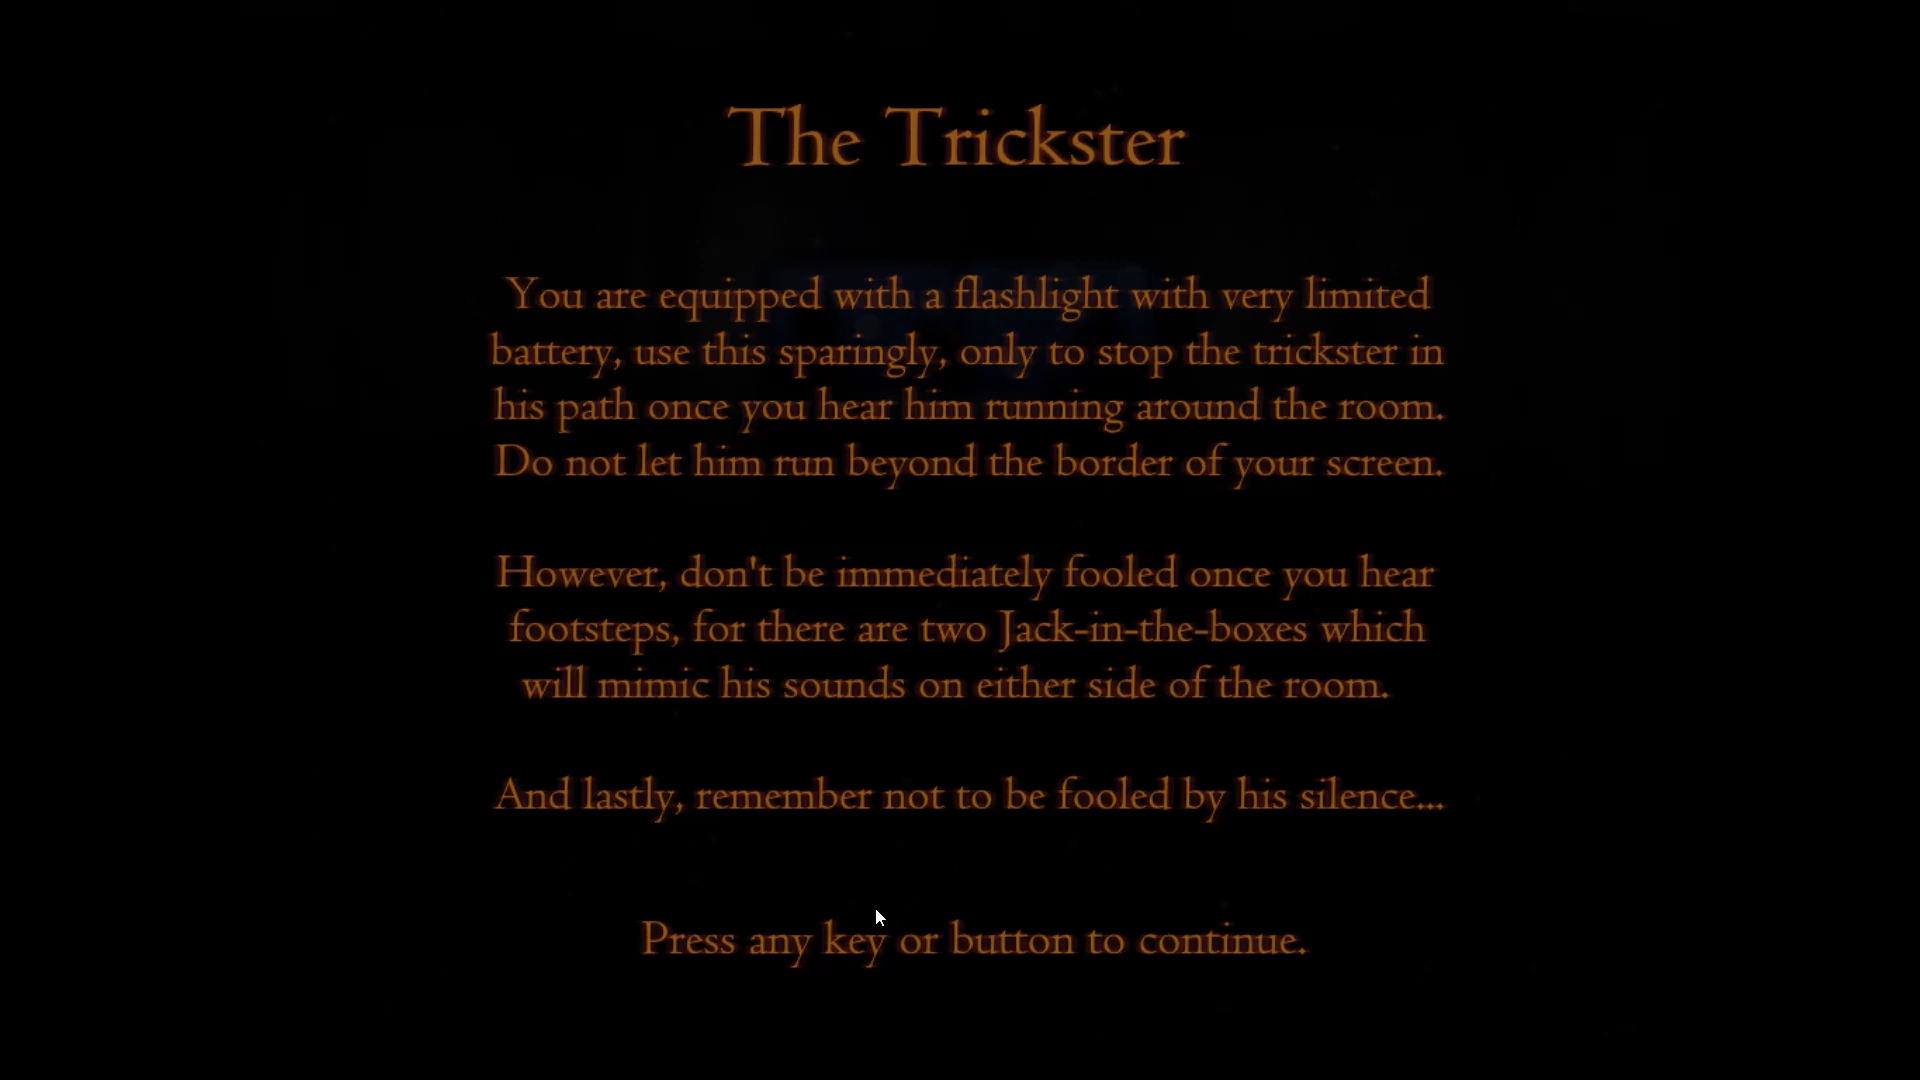 The Trickster
You are equipped with a flashlight with very limited
battery, use this sparingly, only to stop the trickster in
his path once you hear him running around the room.
Do not let him run beyond the border of your screen.
However, don't be immediately fooled once you hear
footsteps, for there are two Jack-in-the-boxes which
will mimic his sounds on either side of the room.
And lastly, remember not to be fooled by his silence...
Press any key or button to continue.